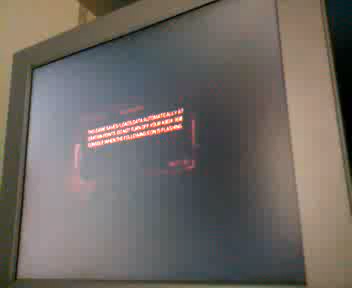 THIS GAME SAVES/LOADS DATA AUTOMATICALLY AT
CERTAIN POINTS. DO NOT TURN OFF YOUR XBOX 360
CONSOLE WHEN THE FOLLOWING ICON IS FLASHING.